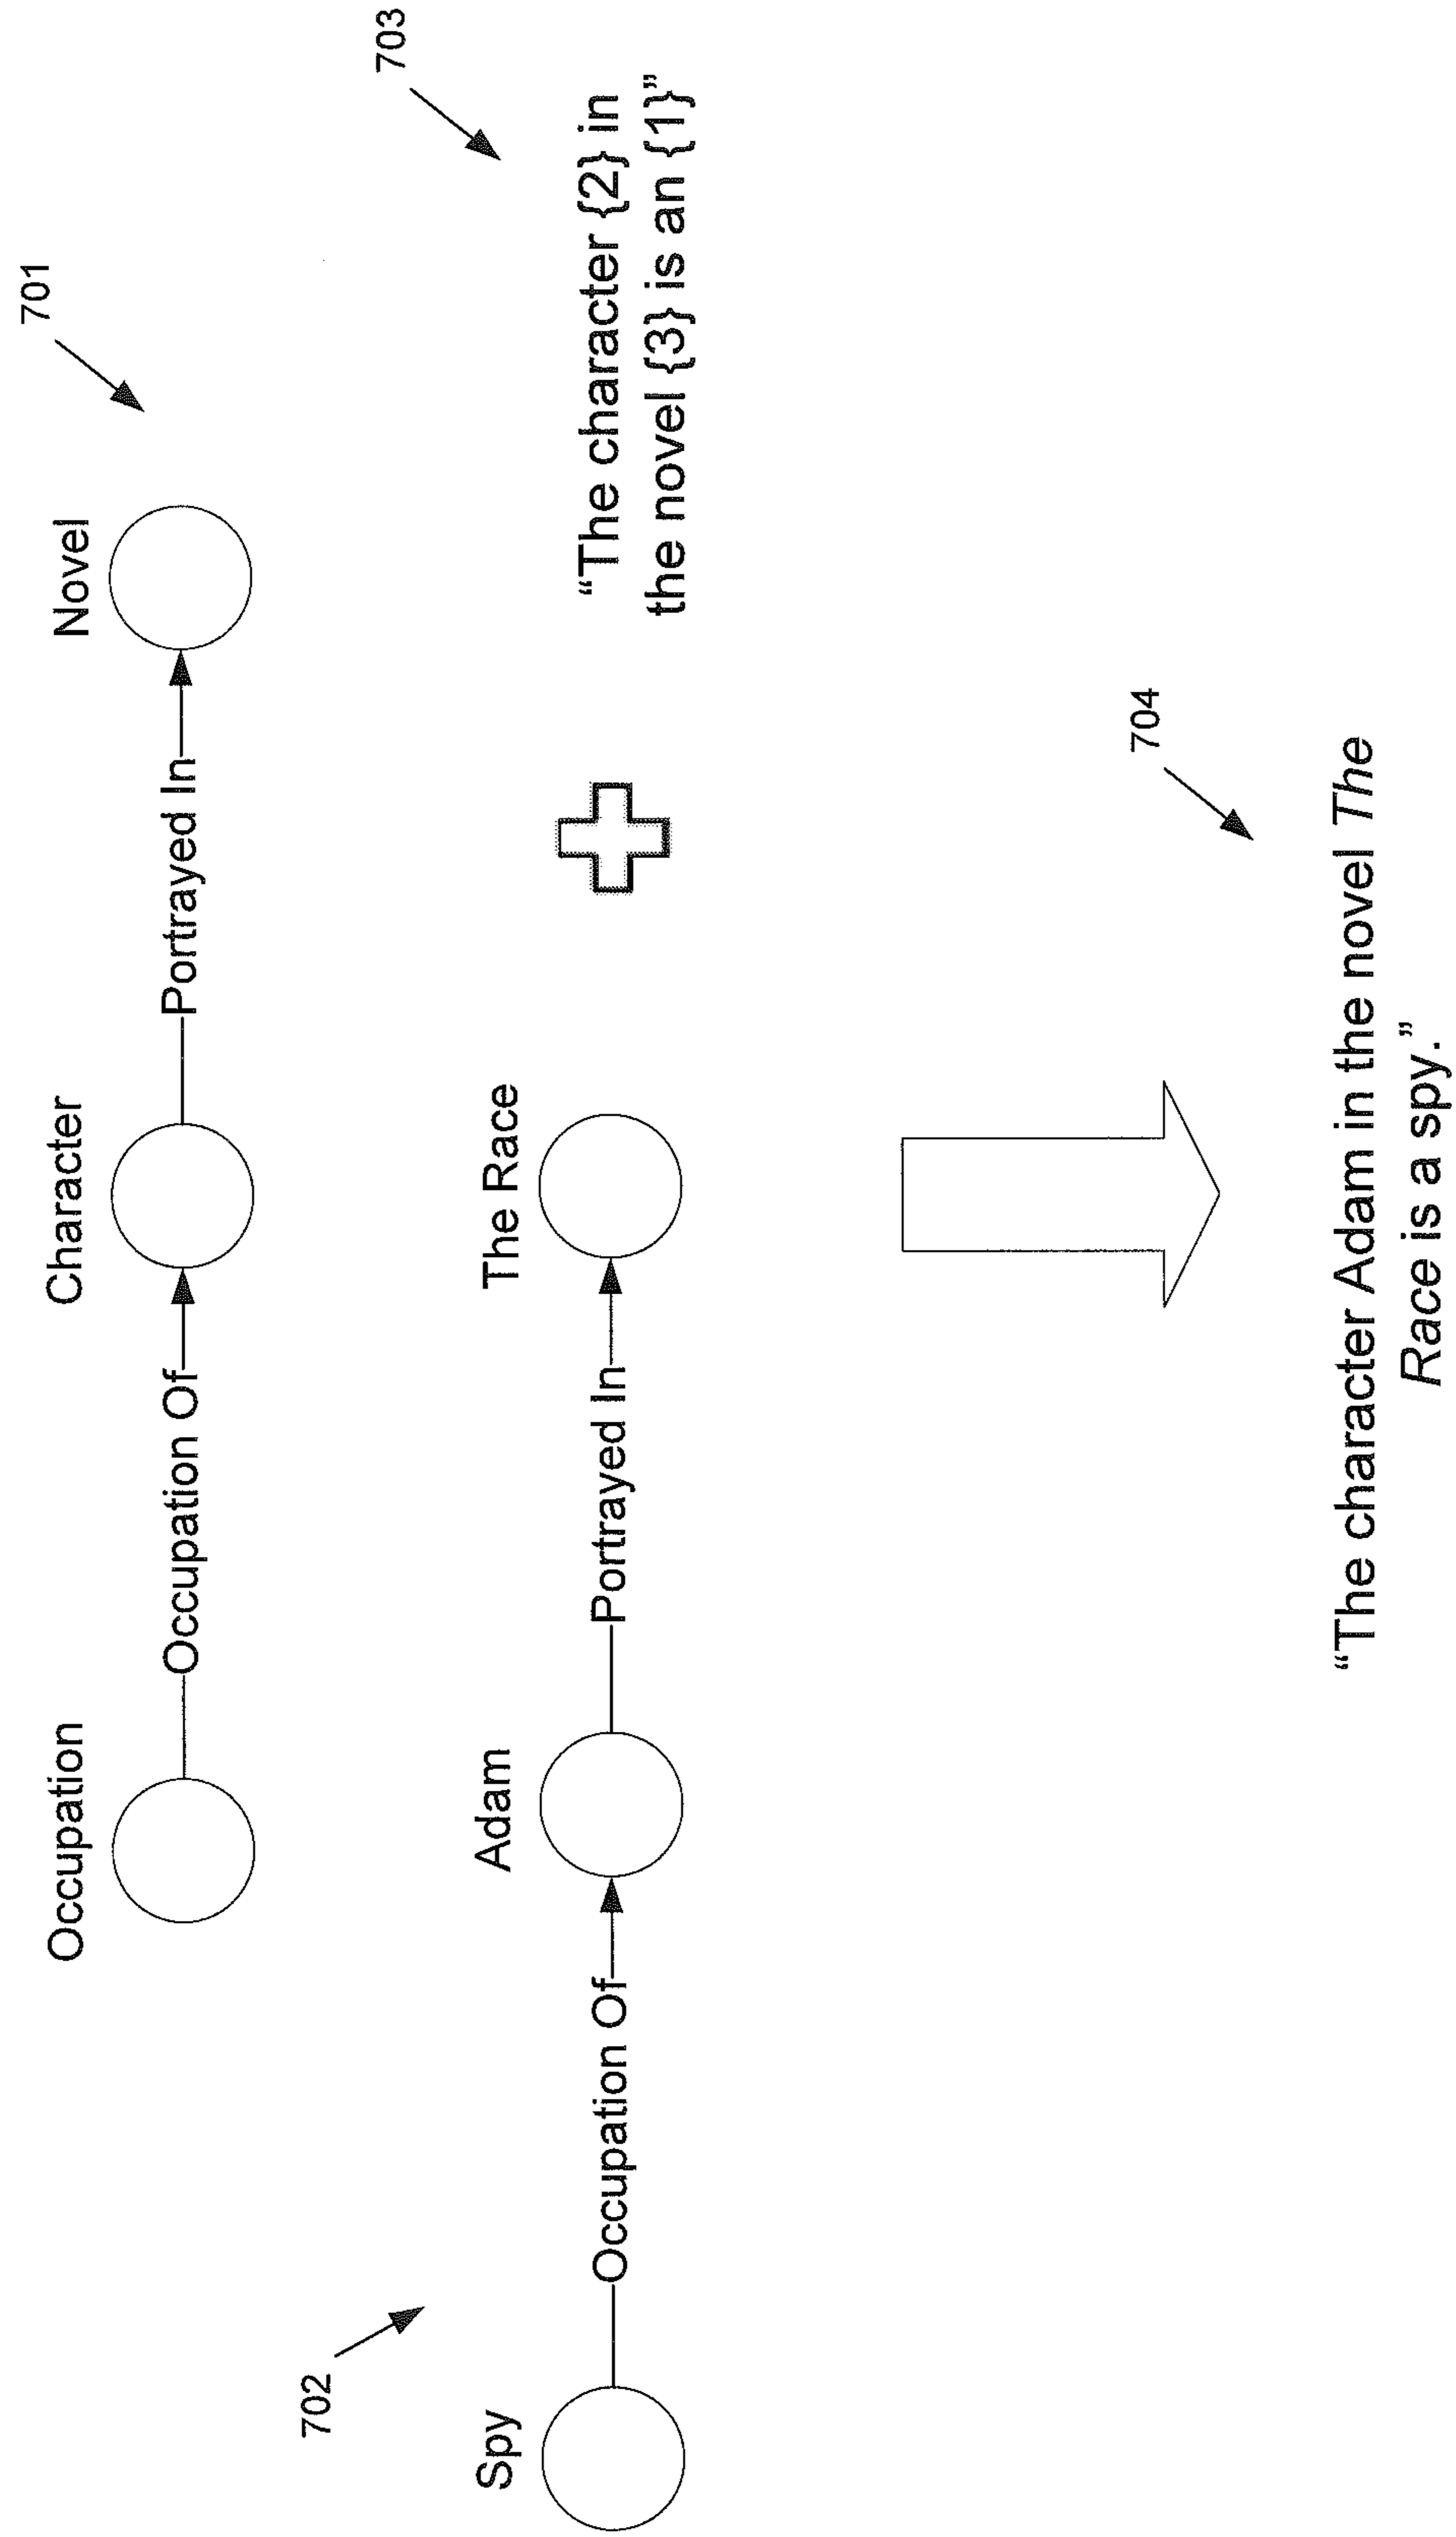 701
Occupation
Character
Novel
Occupation Of
Portrayed In
702
703
Spy
Adam
The Race
Occupation Of
Portrayed In
“The character {2} in
the novel {3} is an {1}”
704
“The character Adam in the novel The
Race is a spy.”